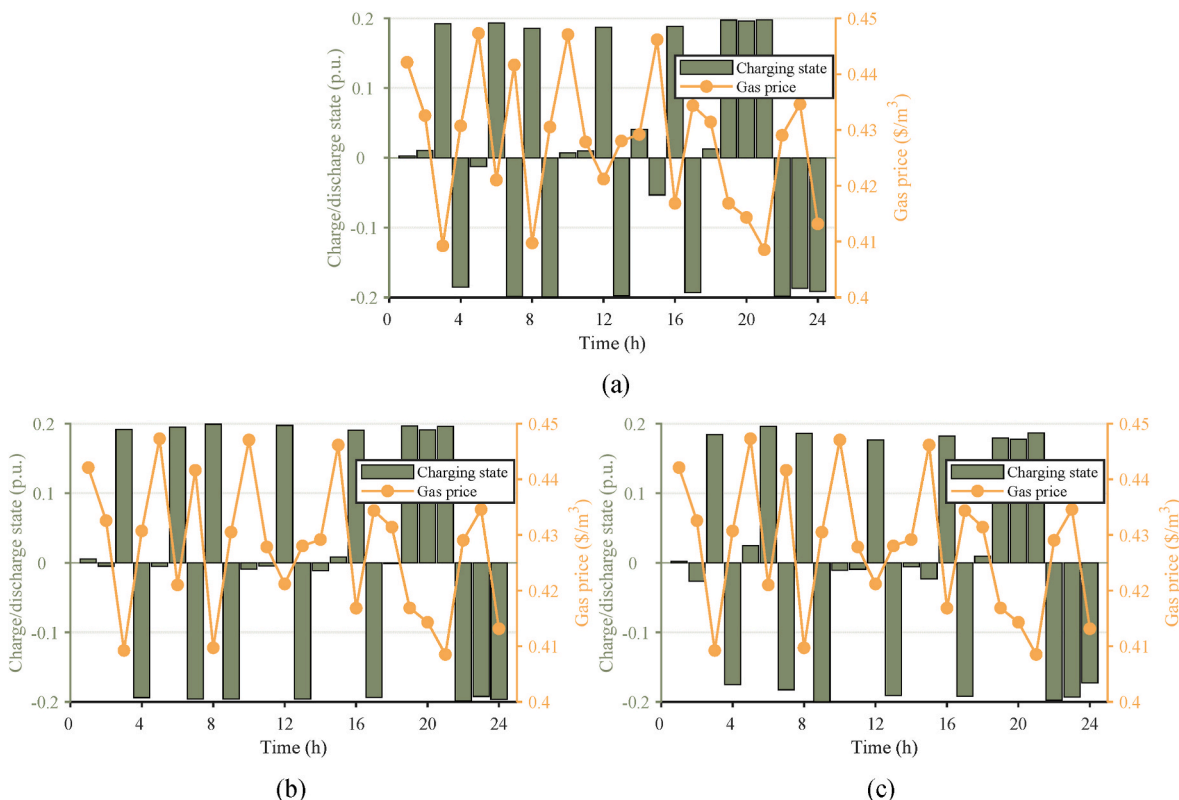 0.2
0.1
0
-0.1
-0.2
Charge/discharge state (p.u.)
Charging state
Gas price
0.45
0.44
0.43
0.42
0.41
0.4
Gas price ($/m³)
0 4 8 12 16 20 24
Time (h)
(a)
0.2
0.1
0
-0.1
-0.2
Charge/discharge state (p.u.)
Charging state
Gas price
0.45
0.44
0.43
0.42
0.41
0.4
Gas price ($/m³)
0 4 8 12 16 20 24
Time (h)
(b)
0.2
0.1
0
-0.1
-0.2
Charge/discharge state (p.u.)
Charging state
Gas price
0.45
0.44
0.43
0.42
0.41
0.4
Gas price ($/m³)
0 4 8 12 16 20 24
Time (h)
(c)